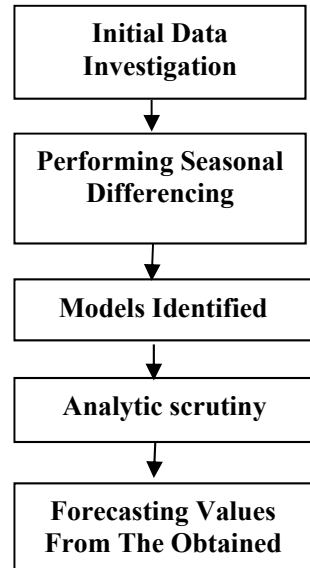 Initial Data
Investigation
Performing Seasonal
Differencing
Models Identified
Analytic scrutiny
Forecasting Values
From The Obtained